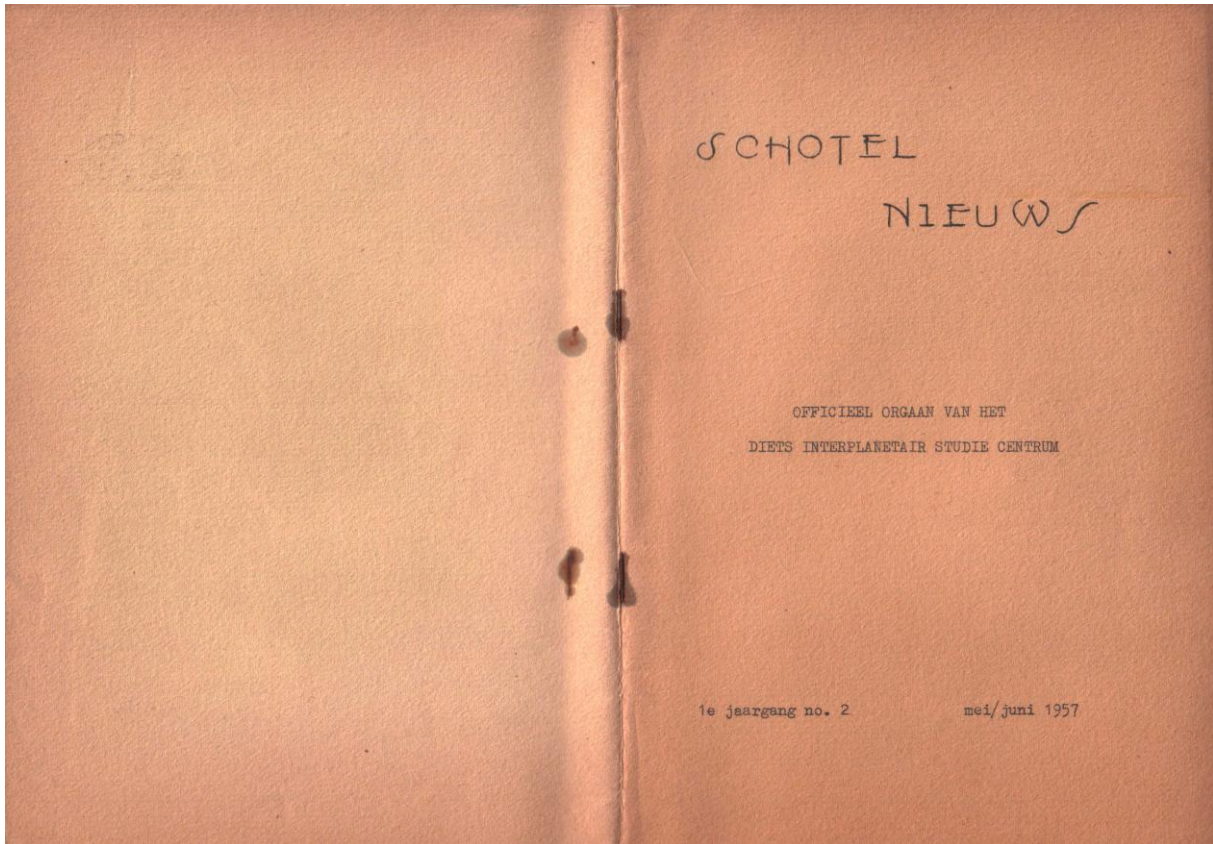 SCHOTEL
NIEUWS
OFFICIEEL ORGAAN VAN HET
DIETS INTERPLANETAIR STUDIE CENTRUM
1e jaargang no. 2 mei/juni 1957